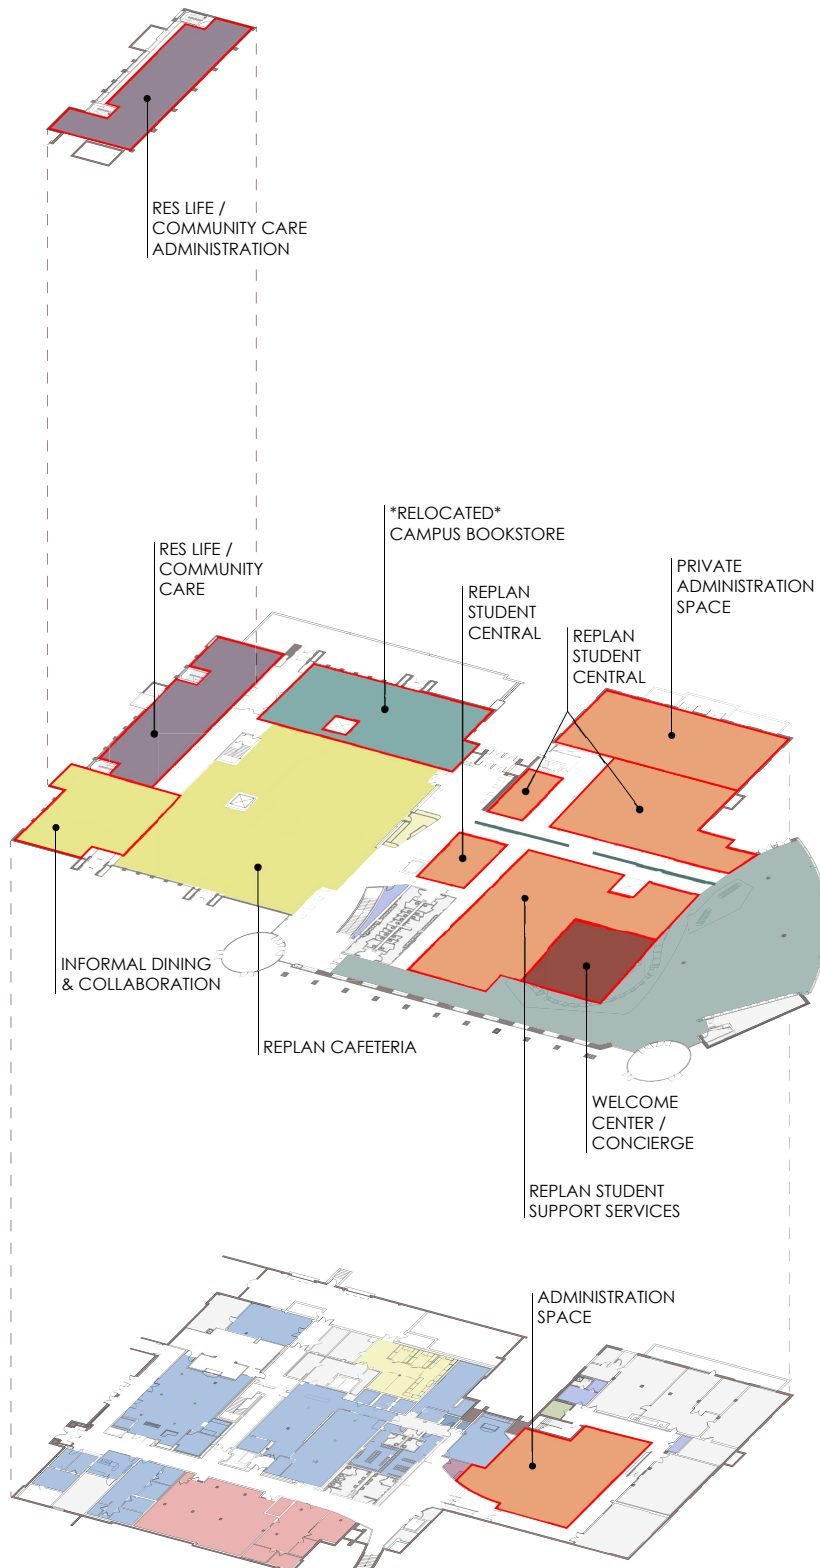 RES LIFE /
COMMUNITY CARE
ADMINISTRATION
*RELOCATED*
CAMPUS BOOKSTORE
RES LIFE /
COMMUNITY
CARE
REPLAN
STUDENT
CENTRAL
REPLAN
STUDENT
CENTRAL
PRIVATE
ADMINISTRATION
SPACE
INFORMAL DINING
& COLLABORATION
REPLAN CAFETERIA
WELCOME
CENTER /
CONCIERGE
REPLAN STUDENT
SUPPORT SERVICES
ADMINISTRATION
SPACE